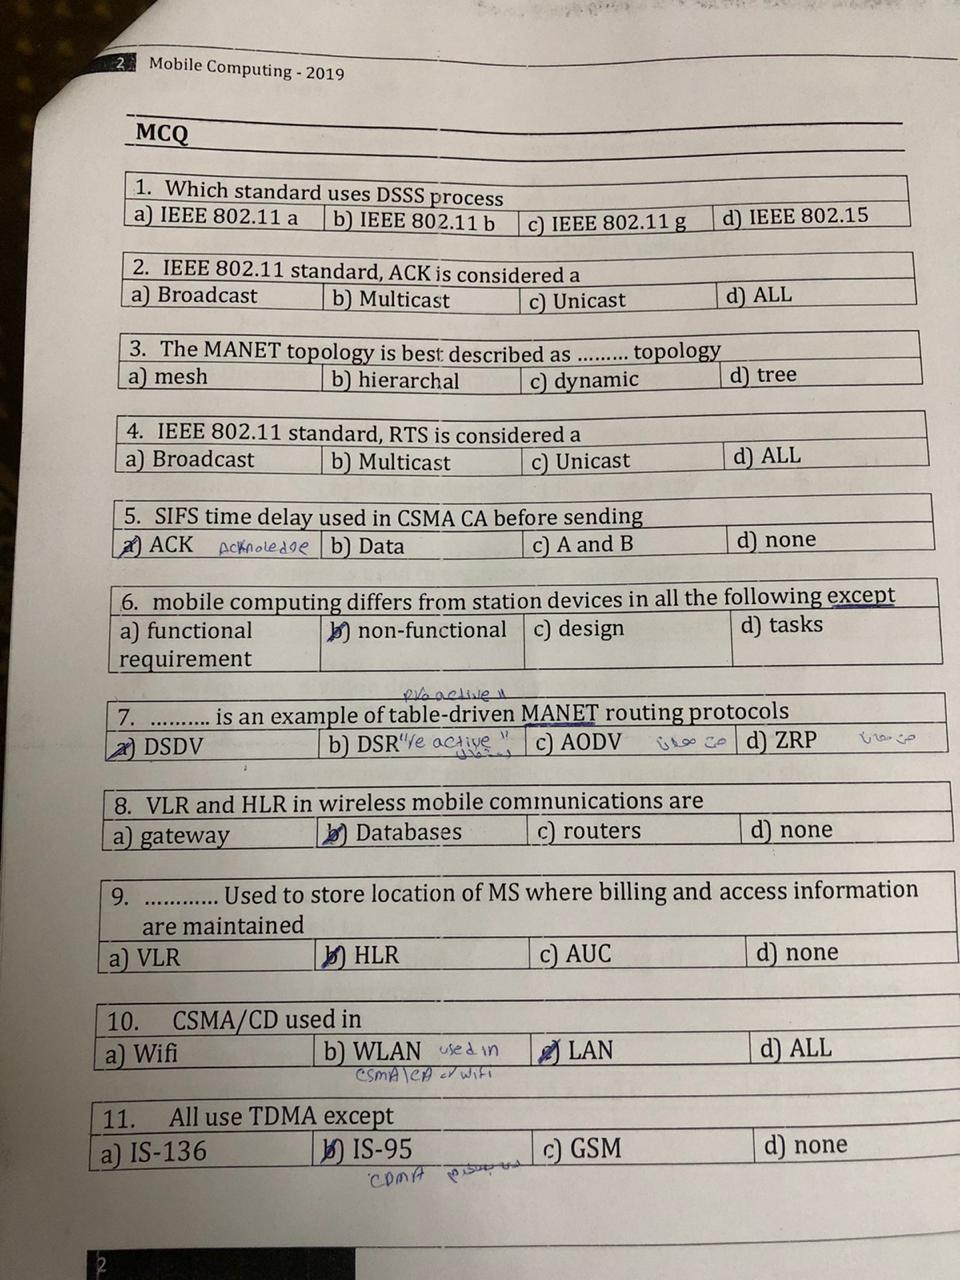 2 Mobile Computing - 2019
MCQ
1. Which standard uses DSSS process
a) IEEE 802.11 a b) IEEE 802.11 b c) IEEE 802.11 g d) IEEE 802.15
2. IEEE 802.11 standard, ACK is considered a
a) Broadcast b) Multicast c) Unicast d) ALL
3. The MANET topology is best described as ......... topology
a) mesh b) hierarchal c) dynamic d) tree
4. IEEE 802.11 standard, RTS is considered a
a) Broadcast b) Multicast c) Unicast d) ALL
5. SIFS time delay used in CSMA CA before sending
a) ACK Acknoledge b) Data c) A and B d) none
6. mobile computing differs from station devices in all the following except
a) functional b) non-functional c) design d) tasks
requirement
proactive "
7. .......... is an example of table-driven MANET routing protocols
a) DSDV b) DSR "re active" c) AODV d) ZRP
8. VLR and HLR in wireless mobile communications are
a) gateway b) Databases c) routers d) none
9. ............ Used to store location of MS where billing and access information
are maintained
a) VLR b) HLR c) AUC d) none
10. CSMA/CD used in
a) Wifi b) WLAN used in c) LAN d) ALL
CSMA\CA wifi
11. All use TDMA except
a) IS-136 b) IS-95 c) GSM d) none
CDMA
2